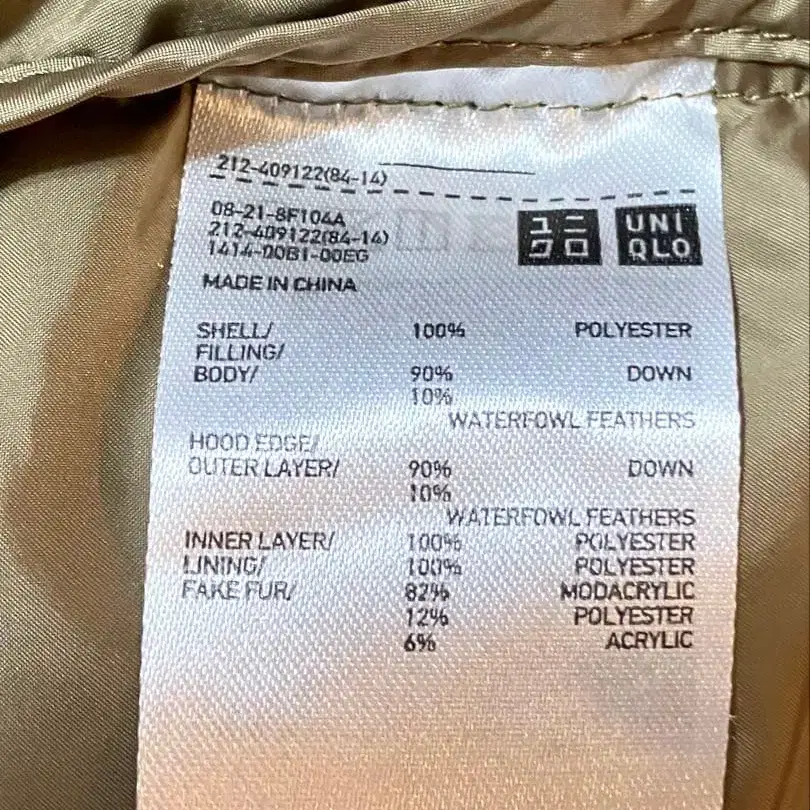 212-409122(84-14)
08-21-8F104A
212-409122(84-14)
1414-00B1-00EG
ユニ
クロ
UNI
QLO
MADE IN CHINA
SHELL/ 100% POLYESTER
FILLING/
BODY/ 90% DOWN
10%
WATERFOWL FEATHERS
HOOD EDGE/
OUTER LAYER/ 90% DOWN
10%
WATERFOWL FEATHERS
INNER LAYER/ 100% POLYESTER
LINING/ 100% POLYESTER
FAKE FUR/ 82% MODACRYLIC
12% POLYESTER
6% ACRYLIC